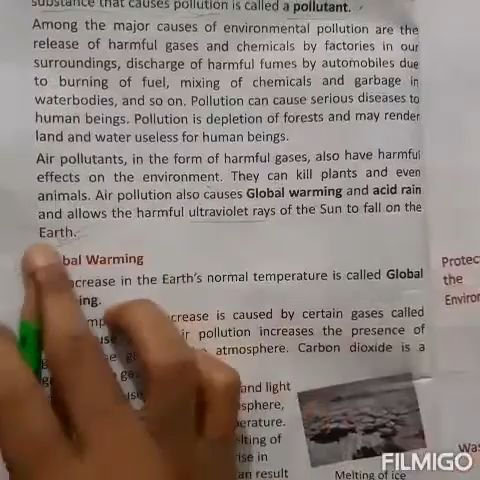 substance that causes pollution is called a pollutant.
Among the major causes of environmental pollution are the
release of harmful gases and chemicals by factories in our
surroundings, discharge of harmful fumes by automobiles due
to burning of fuel, mixing of chemicals and garbage in
waterbodies, and so on. Pollution can cause serious diseases to
human beings. Pollution is depletion of forests and may render
land and water useless for human beings.
Air pollutants, in the form of harmful gases, also have harmful
effects on the environment. They can kill plants and even
animals. Air pollution also causes Global warming and acid rain
and allows the harmful ultraviolet rays of the Sun to fall on the
Earth.
bal Warming
crease in the Earth's normal temperature is called Global
ing.
crease is caused by certain gases called
ir pollution increases the presence of
atmosphere. Carbon dioxide is a
and light
sphere,
erature.
lting of
ise in
an result
Melting of ice
Protec
the
Enviror
Was
FILMIGO